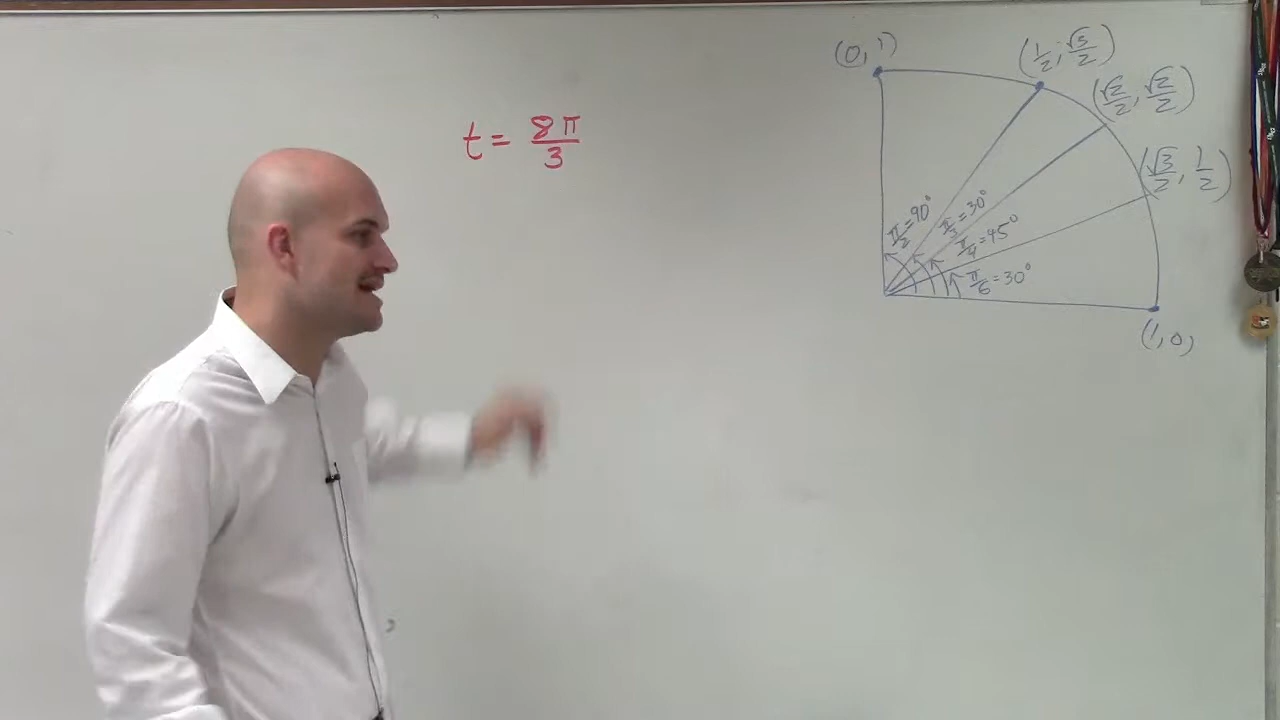 t = 8π/3
(0, 1)
(1/2, √3/2)
(√2/2, √2/2)
(√3/2, 1/2)
π/2 = 90°
π/3 = 30°
π/4 = 45°
π/6 = 30°
(1, 0,